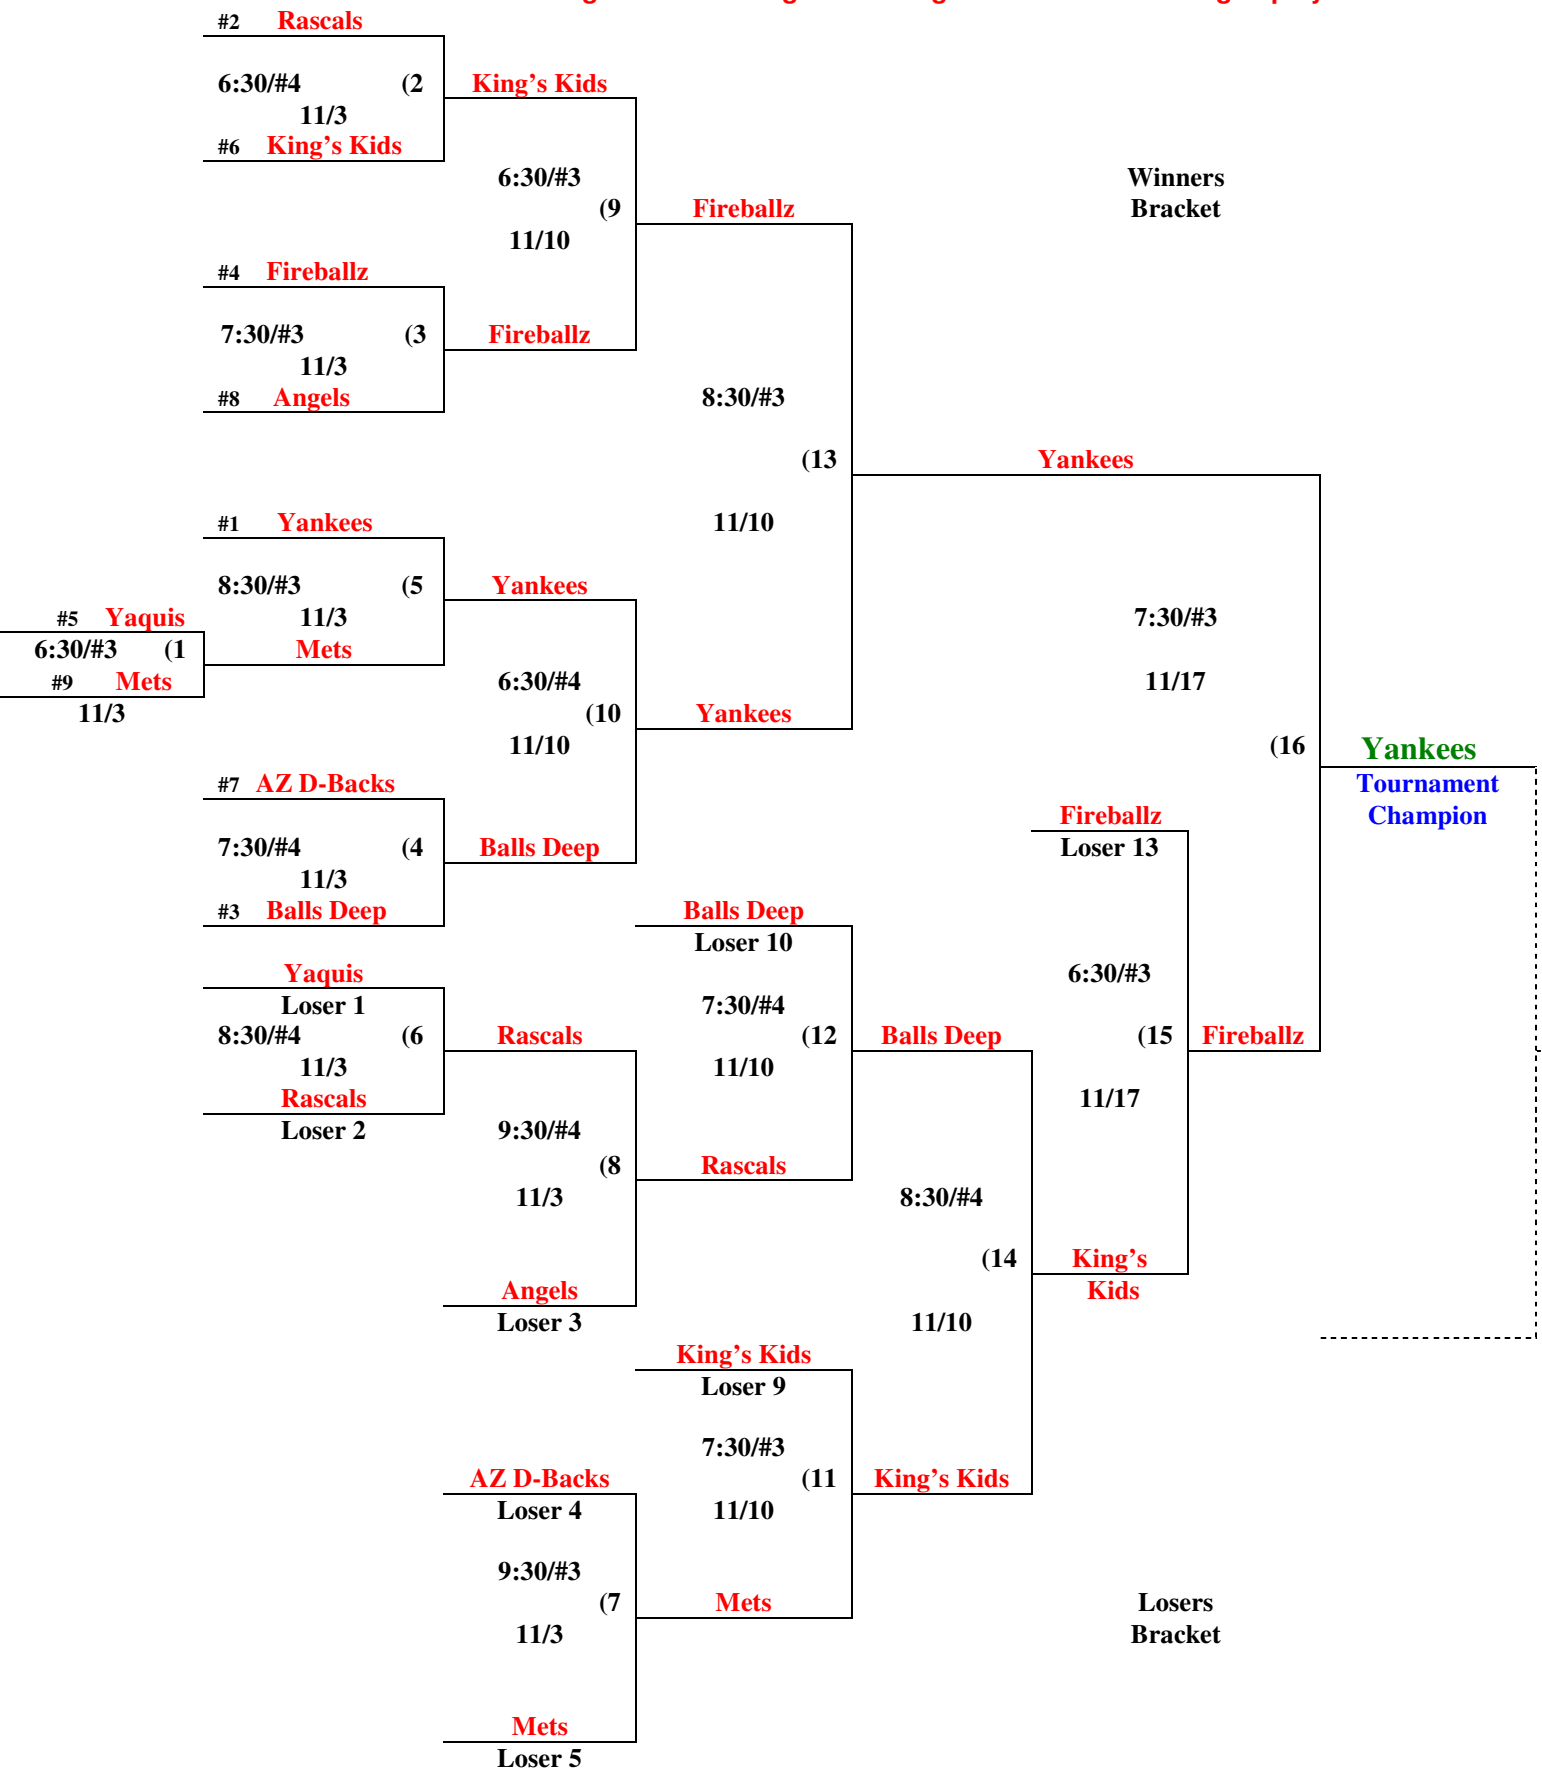 #2 Rascals
6:30/#4 (2 King’s Kids
11/3
#6 King’s Kids
6:30/#3 Winners
(9 Fireballz Bracket
11/10
#4 Fireballz
7:30/#3 (3 Fireballz
11/3
#8 Angels 8:30/#3
(13 Yankees
#1 Yankees 11/10
8:30/#3 (5 Yankees
#5 Yaquis 11/3 7:30/#3
6:30/#3 (1 Mets
#9 Mets 6:30/#4 11/17
11/3 (10 Yankees
11/10 (16 Yankees
#7 AZ D-Backs Tournament
Fireballz Champion
7:30/#4 (4 Balls Deep Loser 13
11/3
#3 Balls Deep Balls Deep
Loser 10
Yaquis 6:30/#3
Loser 1 7:30/#4
8:30/#4 (6 Rascals (12 Balls Deep (15 Fireballz
11/3 11/10
Rascals 11/17
Loser 2 9:30/#4
(8 Rascals
11/3 8:30/#4
(14 King’s
Angels Kids
Loser 3 11/10
King’s Kids
Loser 9
7:30/#3
AZ D-Backs (11 King’s Kids
Loser 4 11/10
9:30/#3
(7 Mets Losers
11/3 Bracket
Mets
Loser 5